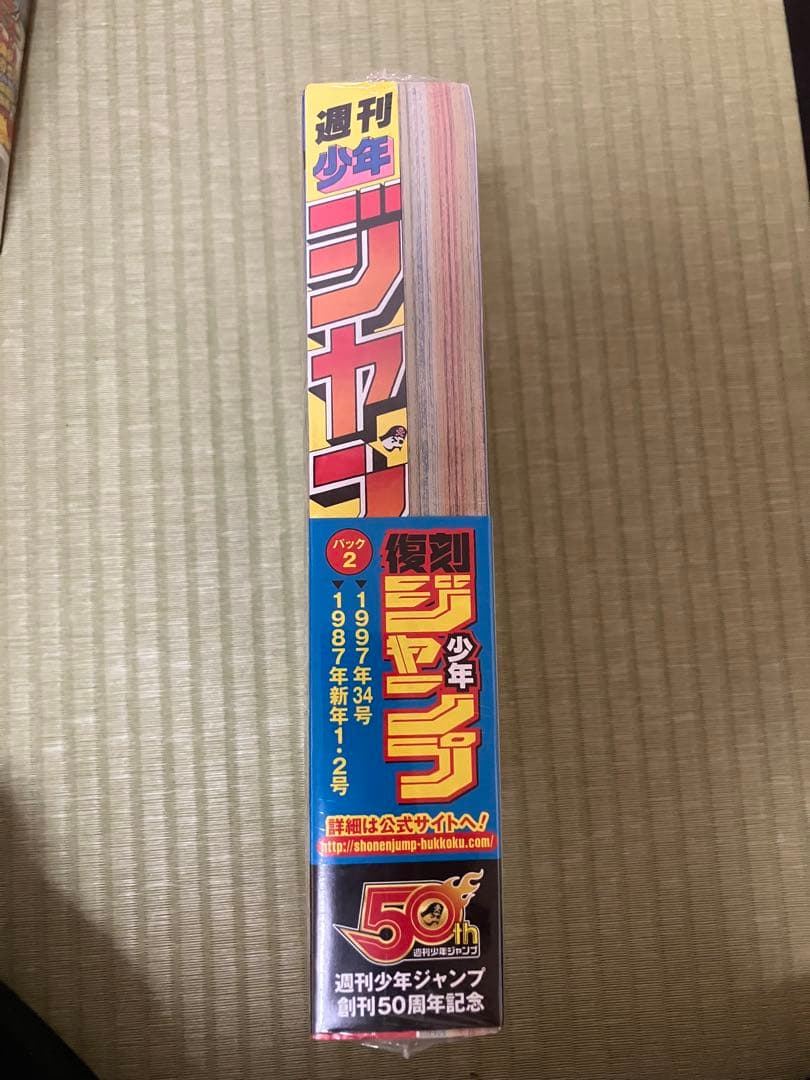 週刊
少年
ジャン
パック
2
復刻
少年
ジャンプ
▼1997年34号
▼1987年新年1・2号
詳細は公式サイトへ!
http://shonenjump-hukkoku.com/
50th
週刊少年ジャンプ
週刊少年ジャンプ
創刊50周年記念